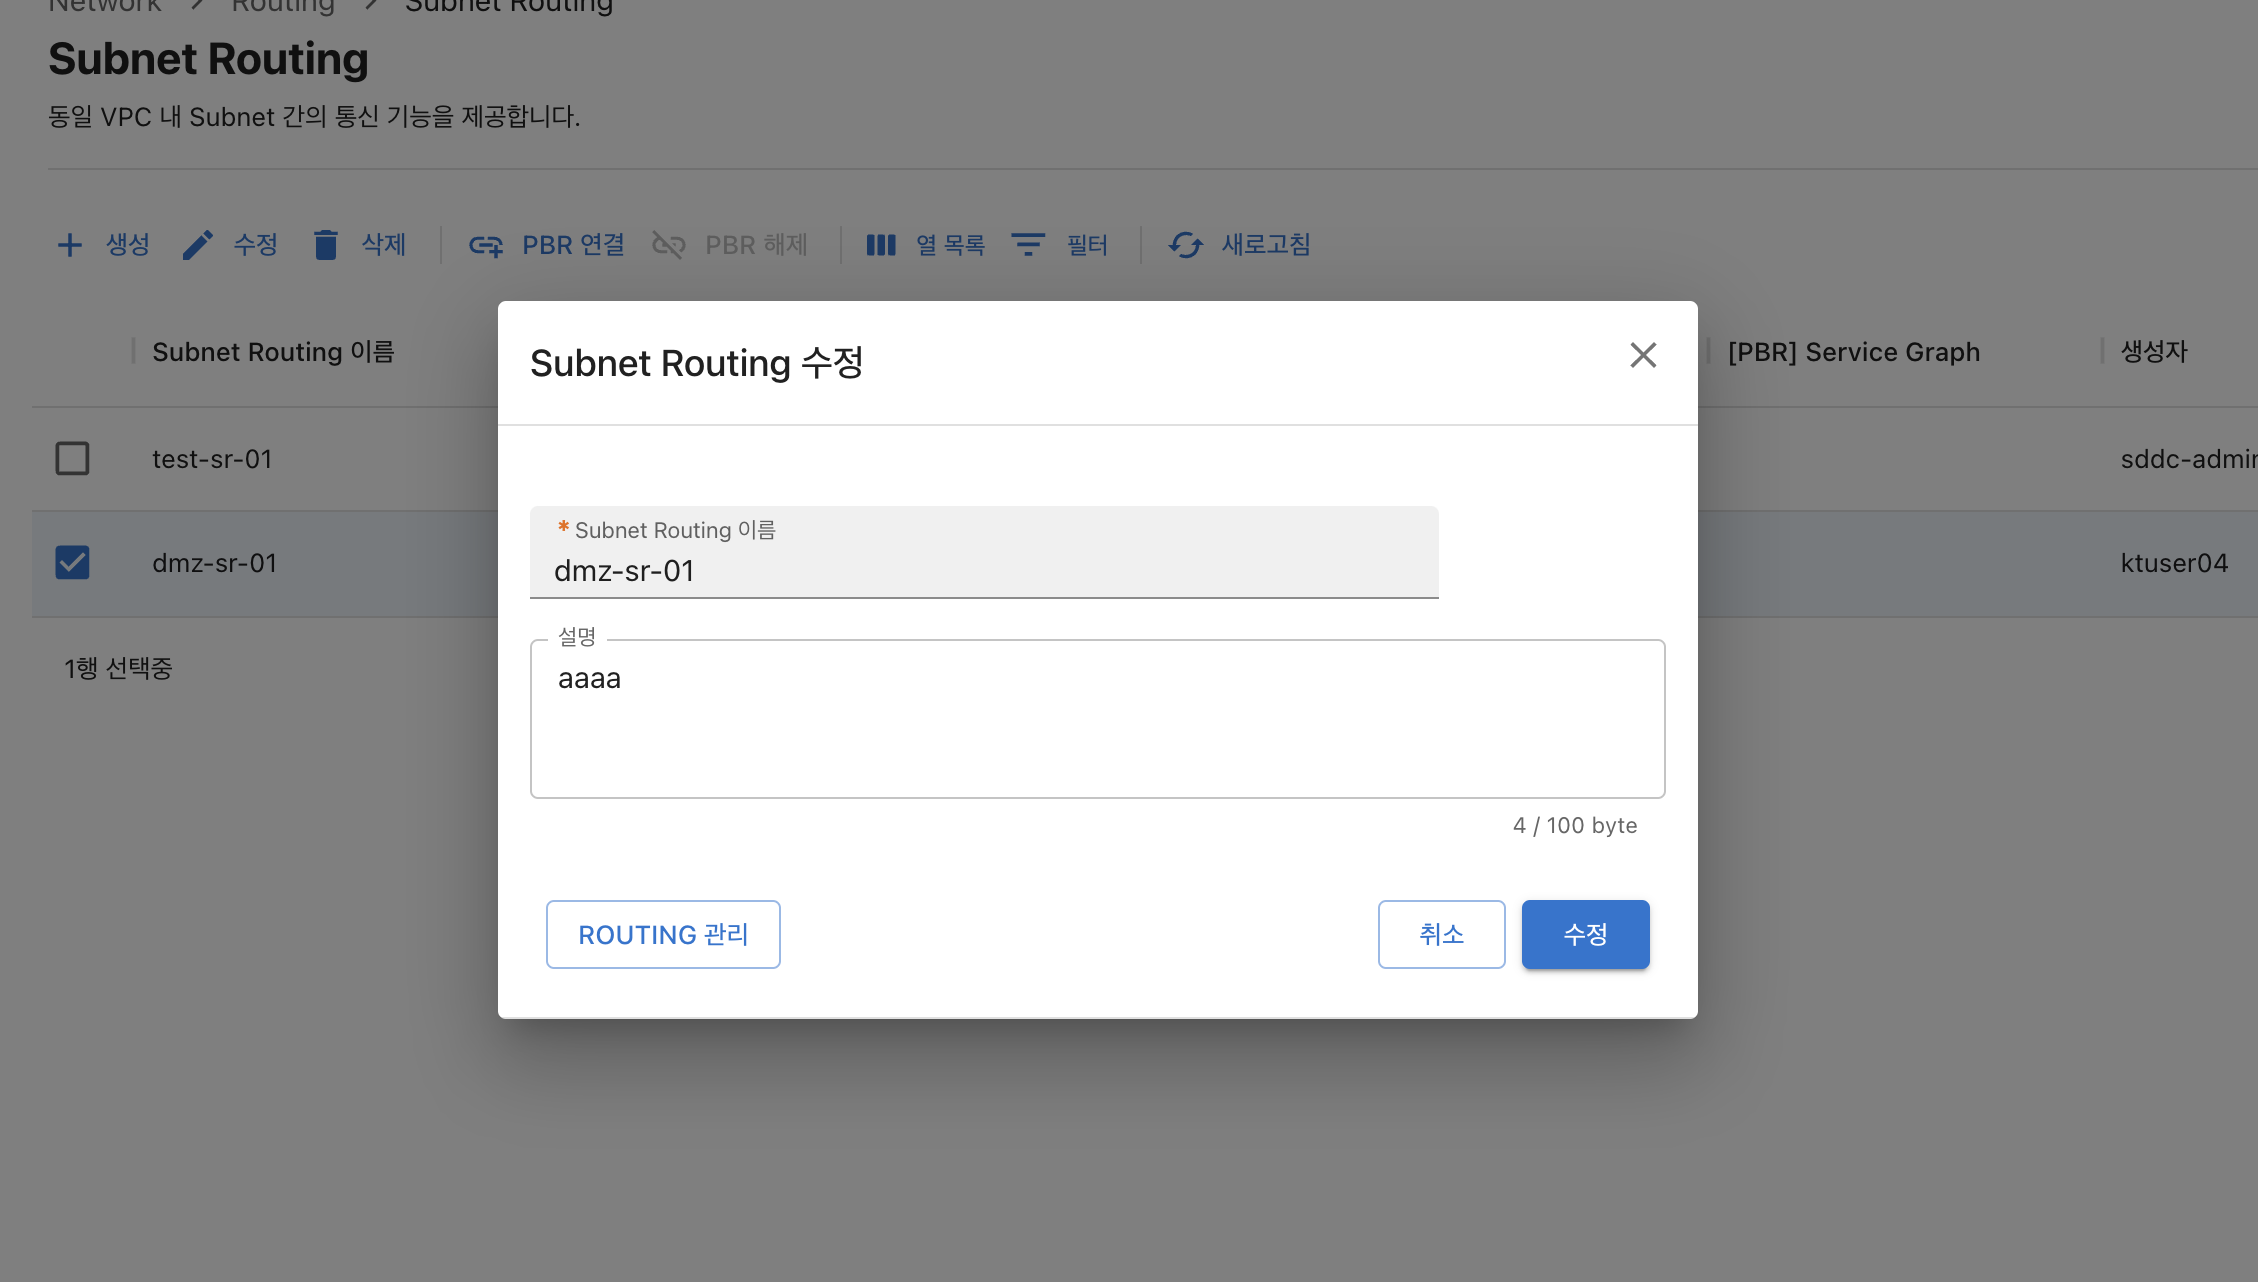 Network > Routing > Subnet Routing
Subnet Routing
동일 VPC 내 Subnet 간의 통신 기능을 제공합니다.
생성 수정 삭제 PBR 연결 PBR 해제 열 목록 필터 새로고침
Subnet Routing 이름 [PBR] Service Graph 생성자
test-sr-01 sddc-admin
dmz-sr-01 ktuser04
1행 선택중
Subnet Routing 수정
* Subnet Routing 이름
dmz-sr-01
설명
aaaa
4 / 100 byte
ROUTING 관리 취소 수정